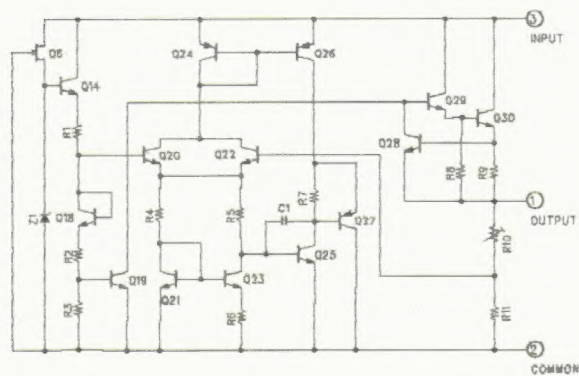 3
INPUT
Q6
Q24
Q26
Q14
Q29
Q30
R1
Q28
Q20
Q22
R8
R9
R7
1
OUTPUT
Z1
Q18
R4
R5
C1
Q27
R10
R2
Q25
Q19
Q21
Q23
R3
R6
R11
2
COMMON